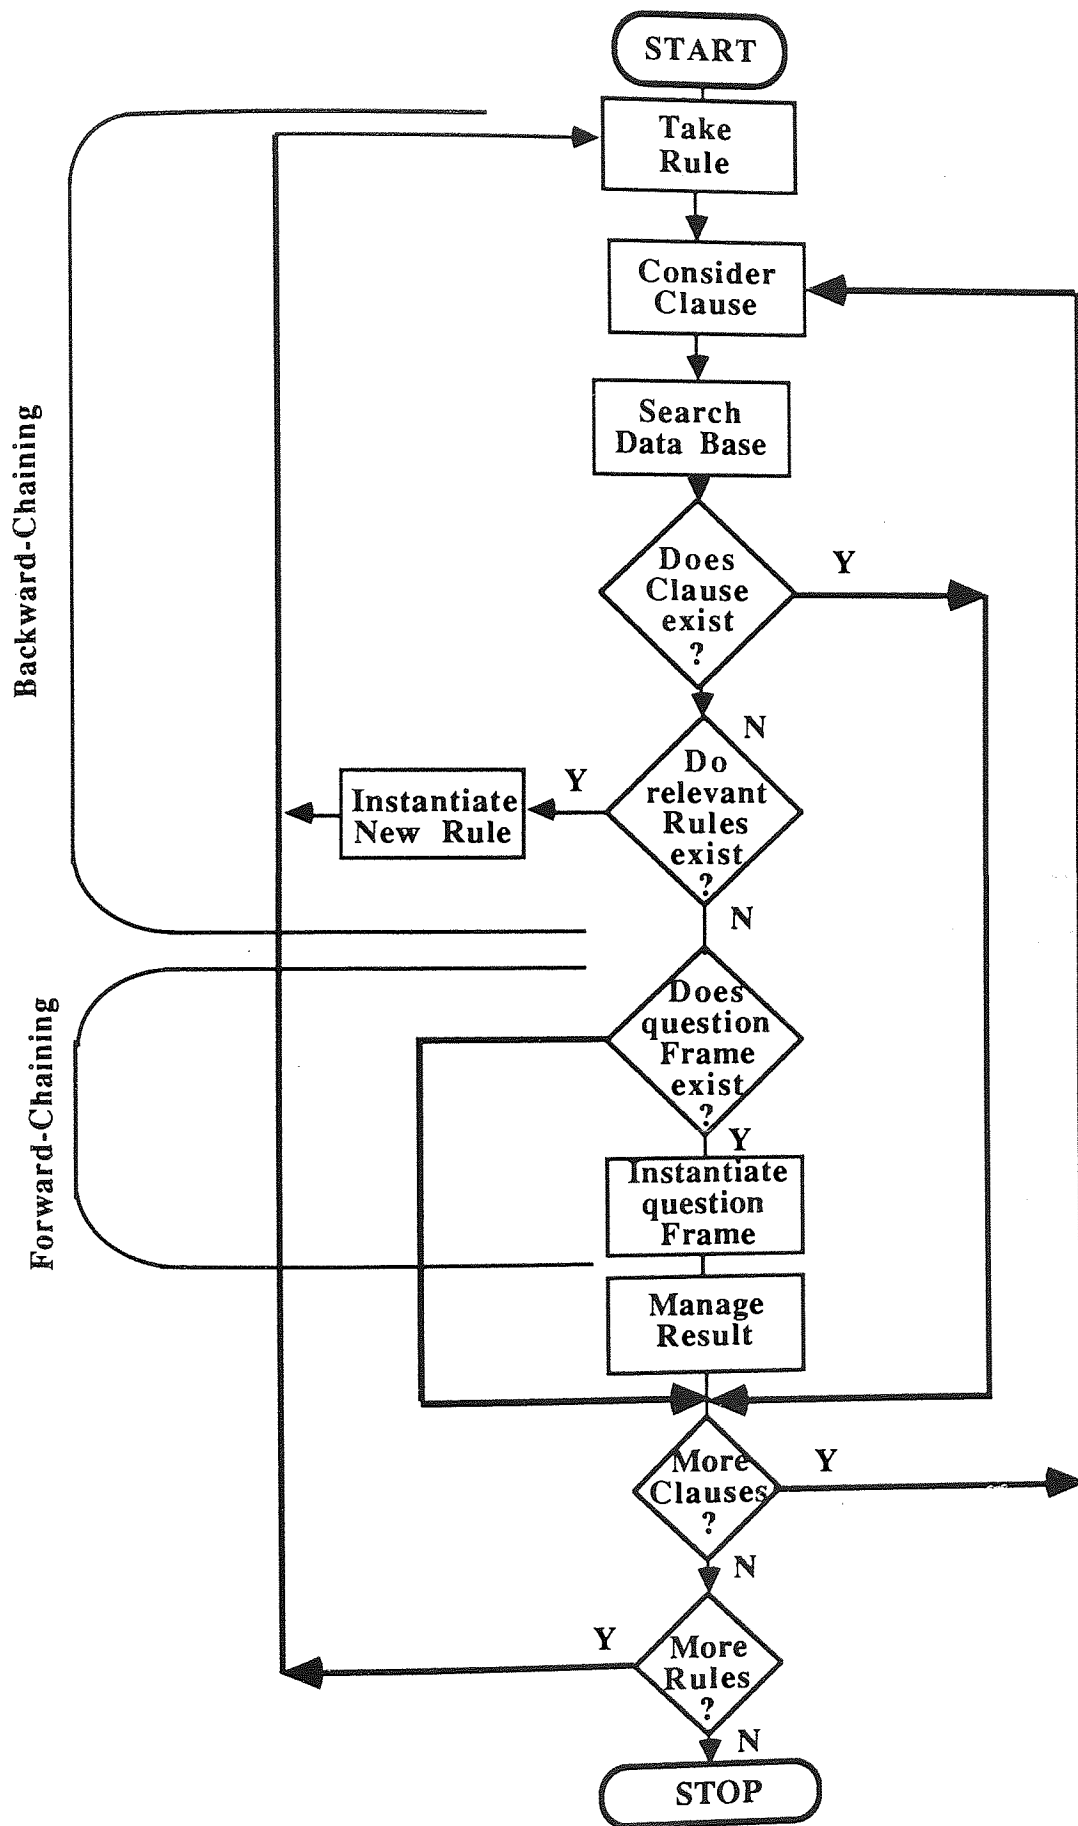 START
Take
Rule
Consider
Clause
Search
Data Base
Does
Clause
exist
?
Y
N
Do
relevant
Rules
exist
?
Y
Instantiate
New Rule
N
Does
question
Frame
exist
?
Y
Instantiate
question
Frame
Manage
Result
More
Clauses
?
Y
N
More
Rules
?
Y
N
STOP
Backward-Chaining
Forward-Chaining